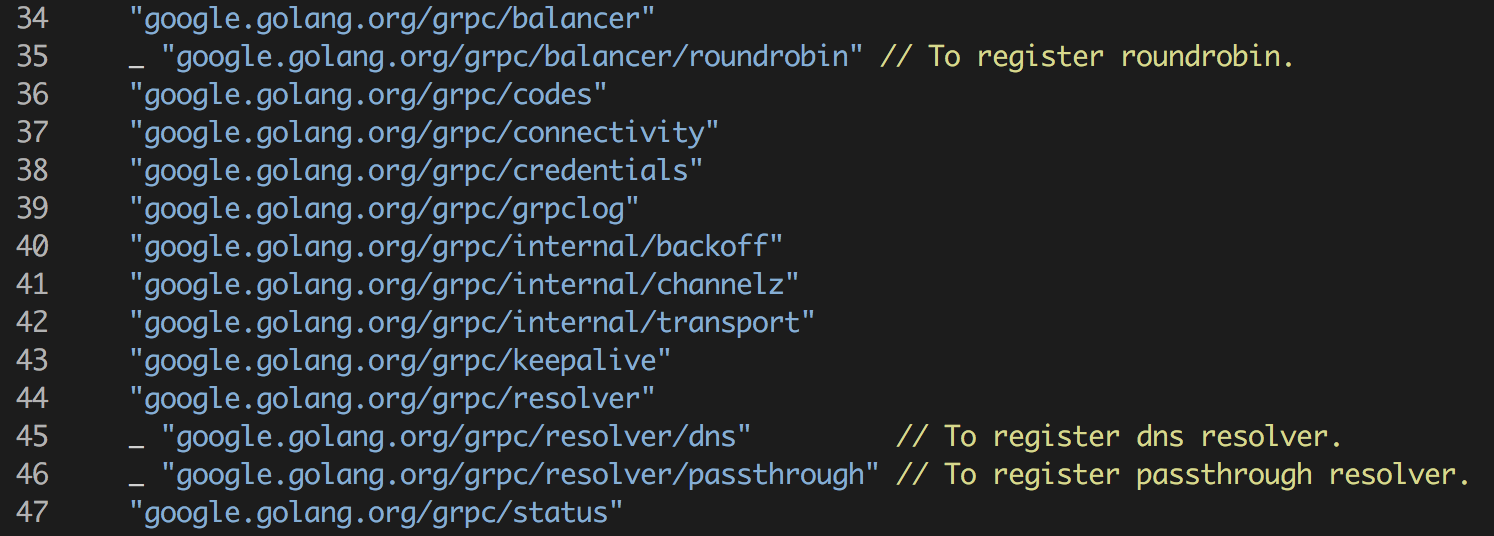 34 "google.golang.org/grpc/balancer"
35 _ "google.golang.org/grpc/balancer/roundrobin" // To register roundrobin.
36 "google.golang.org/grpc/codes"
37 "google.golang.org/grpc/connectivity"
38 "google.golang.org/grpc/credentials"
39 "google.golang.org/grpc/grpclog"
40 "google.golang.org/grpc/internal/backoff"
41 "google.golang.org/grpc/internal/channelz"
42 "google.golang.org/grpc/internal/transport"
43 "google.golang.org/grpc/keepalive"
44 "google.golang.org/grpc/resolver"
45 _ "google.golang.org/grpc/resolver/dns" // To register dns resolver.
46 _ "google.golang.org/grpc/resolver/passthrough" // To register passthrough resolver.
47 "google.golang.org/grpc/status"